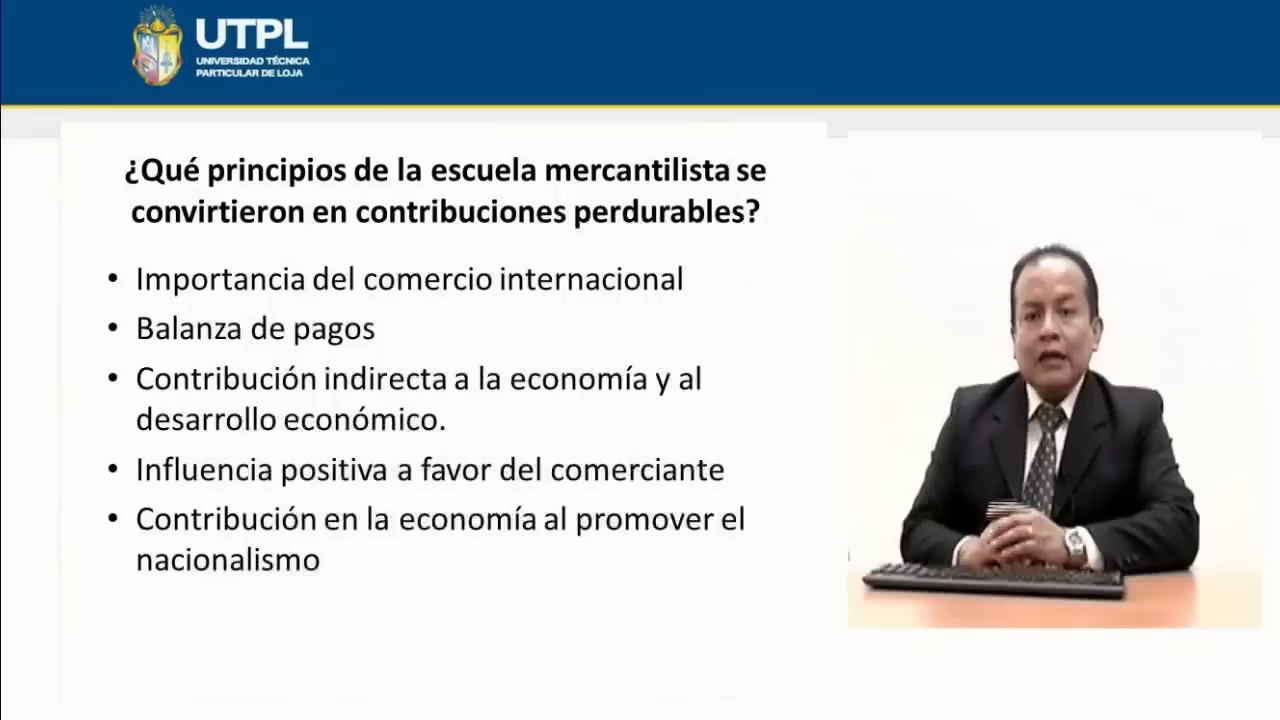 UTPL
UNIVERSIDAD TÉCNICA
PARTICULAR DE LOJA
¿Qué principios de la escuela mercantilista se
convirtieron en contribuciones perdurables?
• Importancia del comercio internacional
• Balanza de pagos
• Contribución indirecta a la economía y al
desarrollo económico.
• Influencia positiva a favor del comerciante
• Contribución en la economía al promover el
nacionalismo